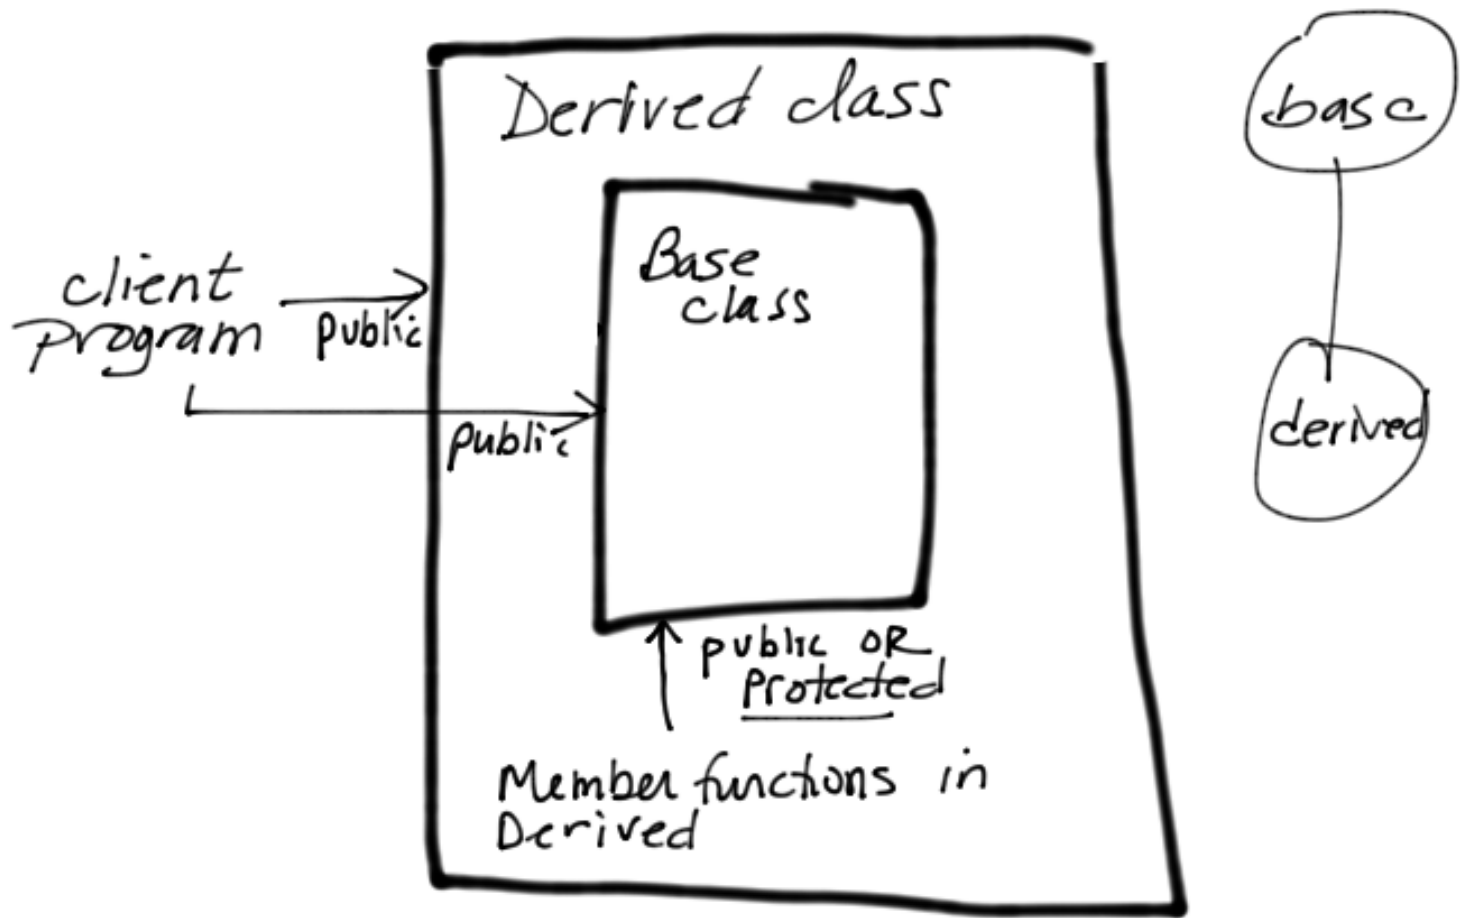 Derived class
Base
class
client
program
public
public
public OR
protected
Member functions in
Derived
base
derived